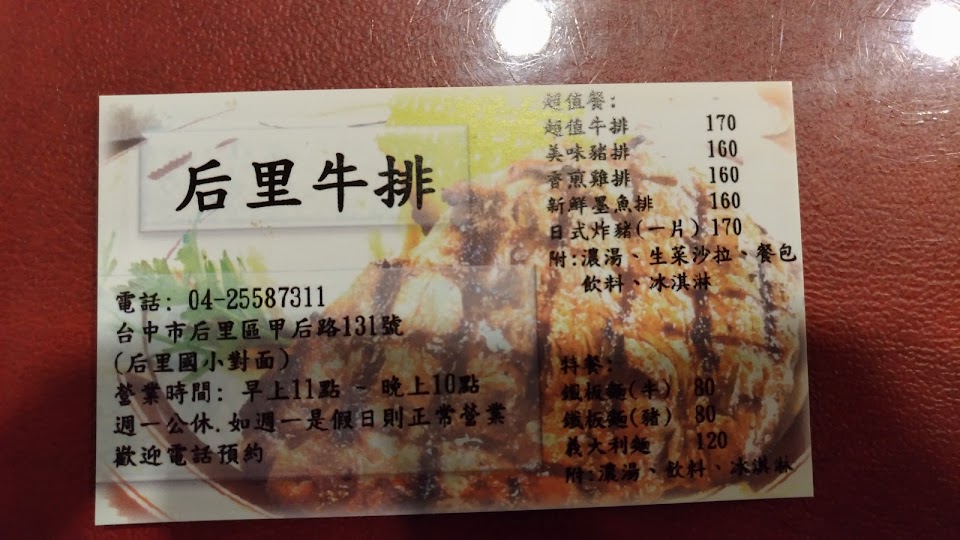 后里牛排
電話: 04-25587311
台中市后里區甲后路131號
(后里國小對面)
營業時間: 早上11點 - 晚上10點
週一公休.如週一是假日則正常營業
歡迎電話預約
超值餐:
超值牛排 170
美味豬排 160
香煎雞排 160
新鮮墨魚排 160
日式炸豬(一片) 170
附:濃湯、生菜沙拉、餐包
飲料、冰淇淋
特餐:
鐵板麵(牛) 80
鐵板麵(豬) 80
義大利麵 120
附:濃湯、飲料、冰淇淋